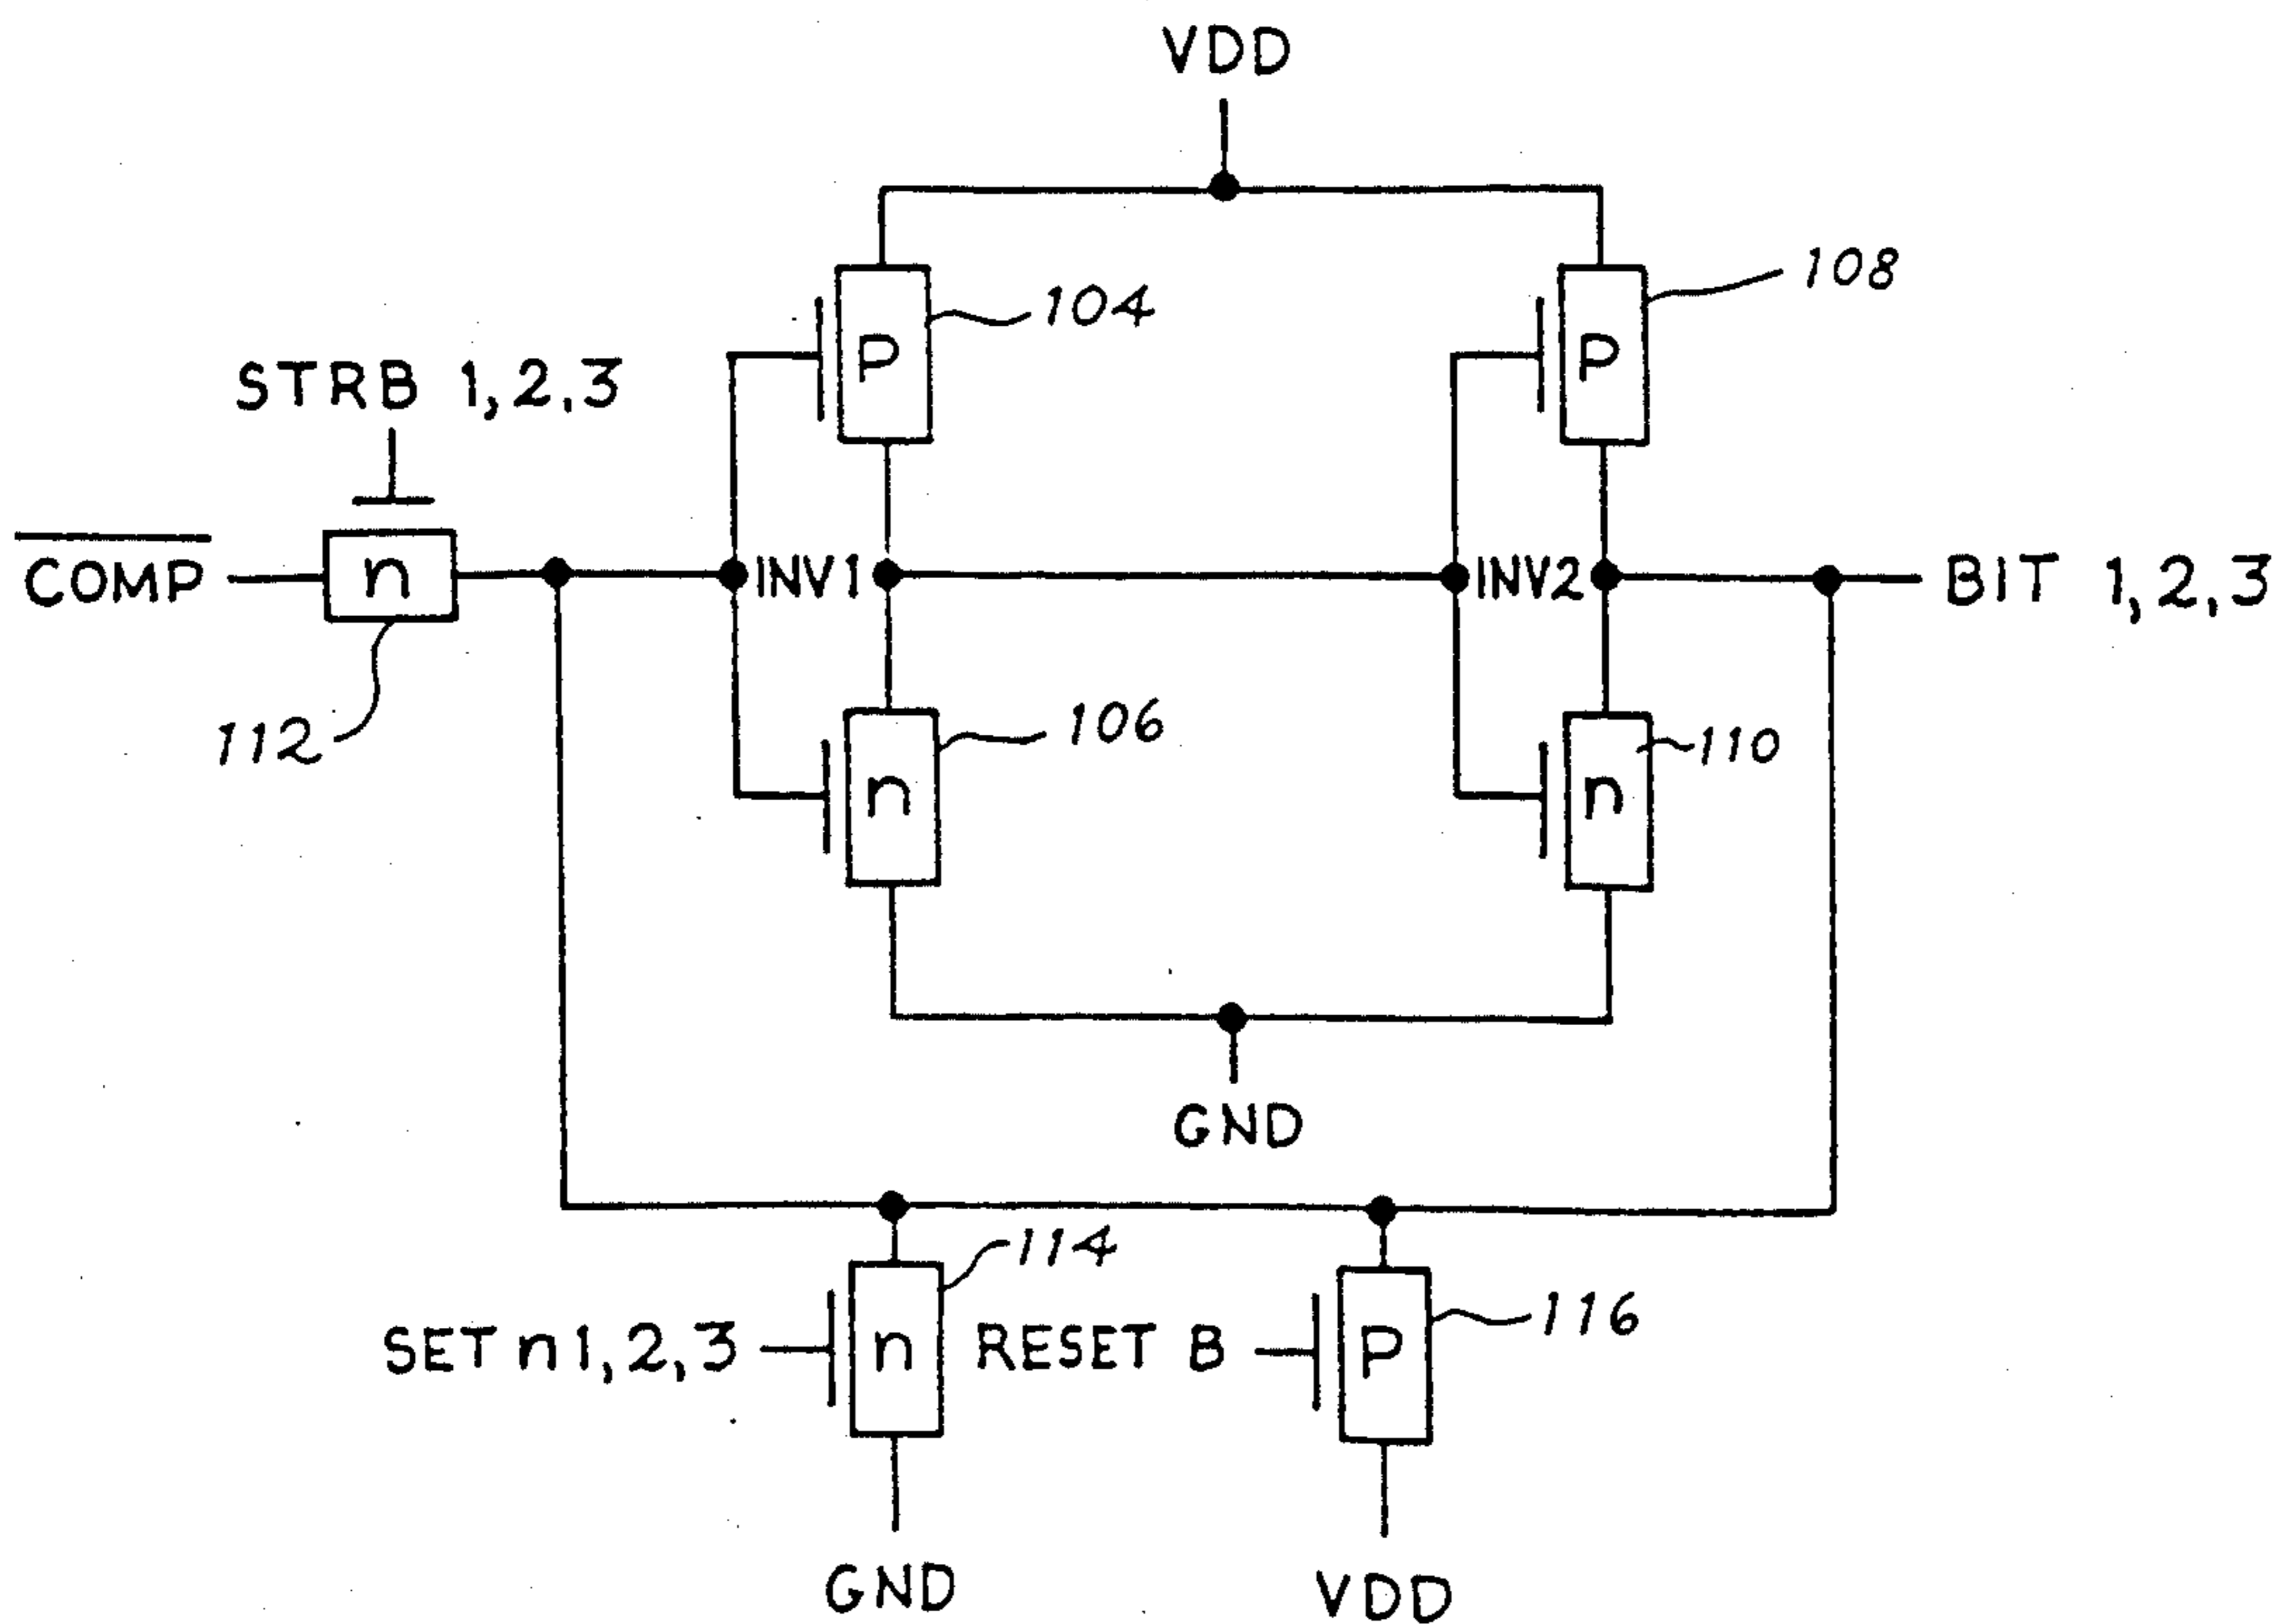 VDD
108
104
P
P
STRB 1,2,3
C̅O̅M̅P̅
n
INV1
INV2
BIT 1,2,3
112
106
110
n
n
GND
114
116
SET n1,2,3
n
RESET B
P
GND
VDD